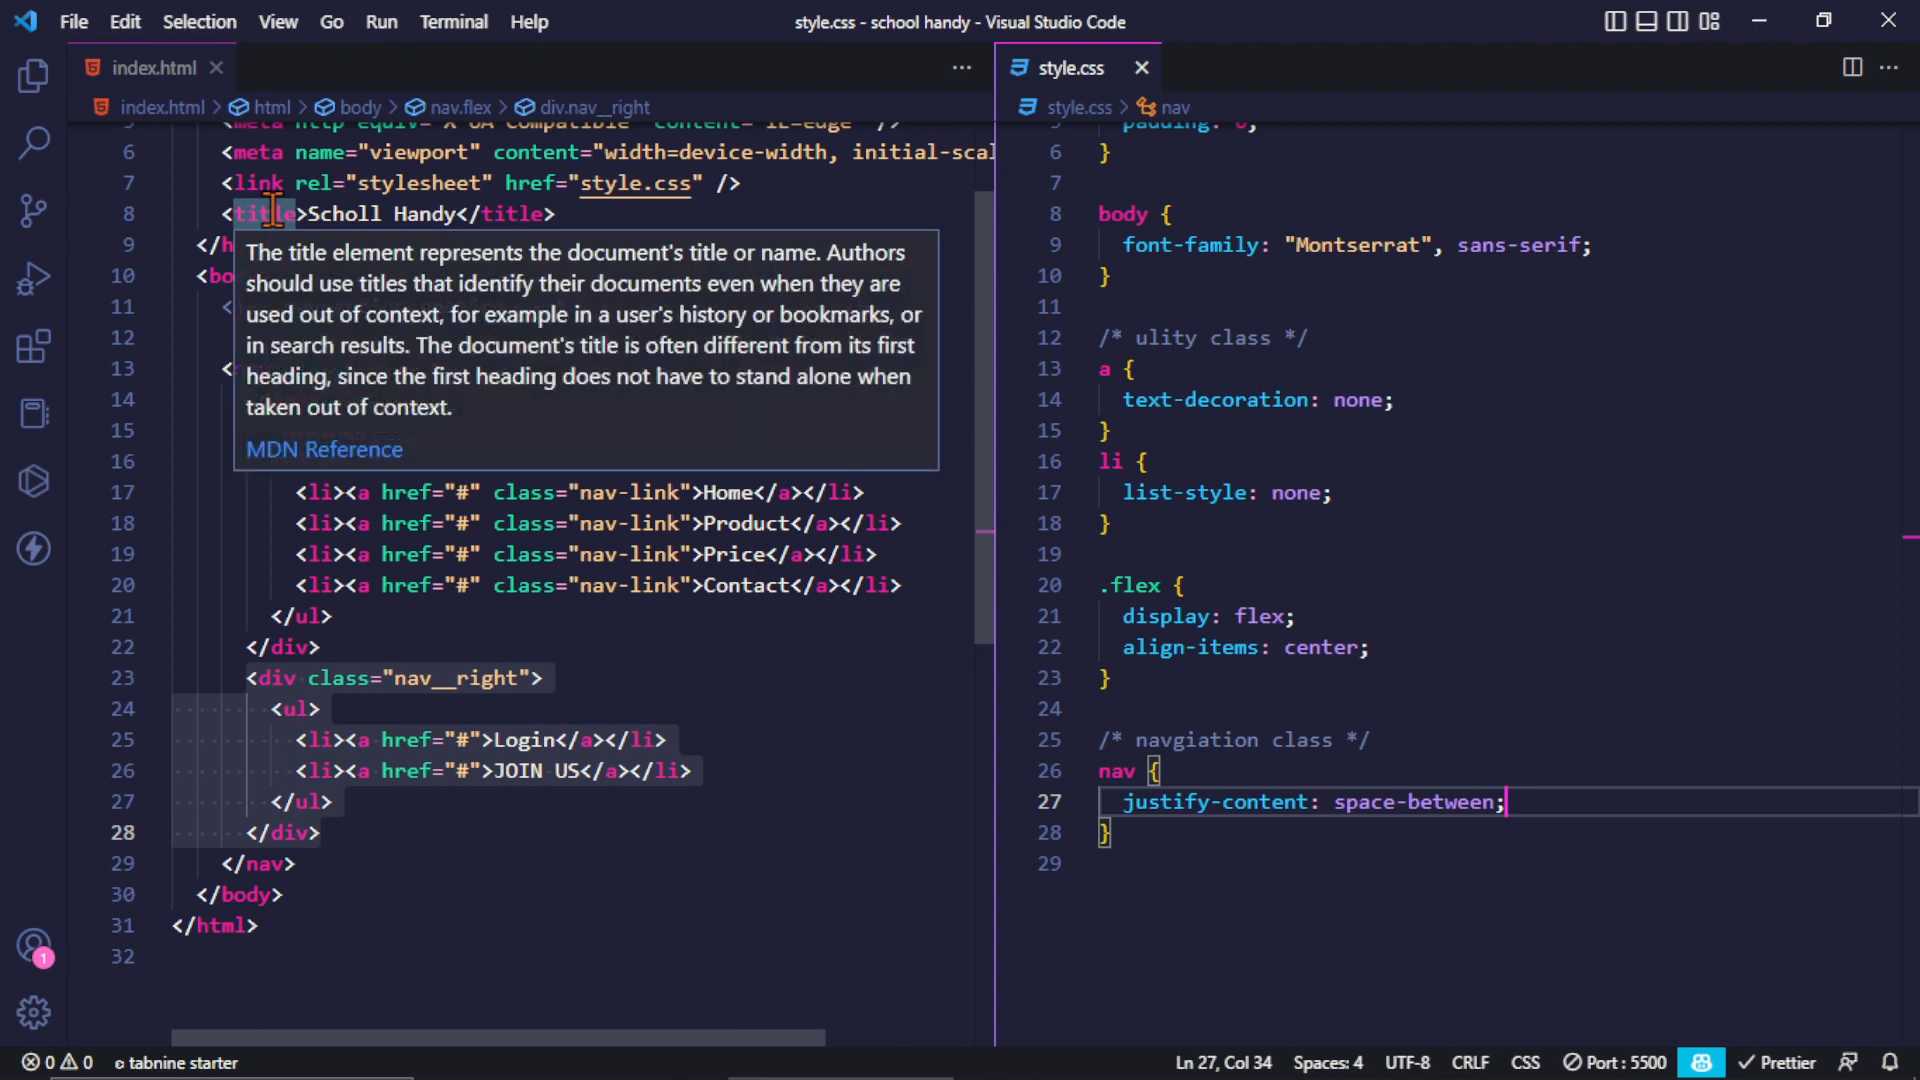 File Edit Selection View Go Run Terminal Help
style.css - school handy - Visual Studio Code
index.html
index.html > html > body > nav.flex > div.nav__right
6 <meta name="viewport" content="width=device-width, initial-scal
7 <link rel="stylesheet" href="style.css" />
8 <title>Scholl Handy</title>
9 </h
10 <bo
11 <
12
13 <
14
15
16
The title element represents the document's title or name. Authors
should use titles that identify their documents even when they are
used out of context, for example in a user's history or bookmarks, or
in search results. The document's title is often different from its first
heading, since the first heading does not have to stand alone when
taken out of context.
MDN Reference
17 <li><a href="#" class="nav-link">Home</a></li>
18 <li><a href="#" class="nav-link">Product</a></li>
19 <li><a href="#" class="nav-link">Price</a></li>
20 <li><a href="#" class="nav-link">Contact</a></li>
21 </ul>
22 </div>
23 <div class="nav__right">
24 <ul>
25 <li><a href="#">Login</a></li>
26 <li><a href="#">JOIN US</a></li>
27 </ul>
28 </div>
29 </nav>
30 </body>
31 </html>
32
style.css
style.css > nav
6 }
7
8 body {
9 font-family: "Montserrat", sans-serif;
10 }
11
12 /* ulity class */
13 a {
14 text-decoration: none;
15 }
16 li {
17 list-style: none;
18 }
19
20 .flex {
21 display: flex;
22 align-items: center;
23 }
24
25 /* navgiation class */
26 nav {
27 justify-content: space-between;
28 }
29
1
0 0 tabnine starter
Ln 27, Col 34 Spaces: 4 UTF-8 CRLF CSS Port : 5500 Prettier